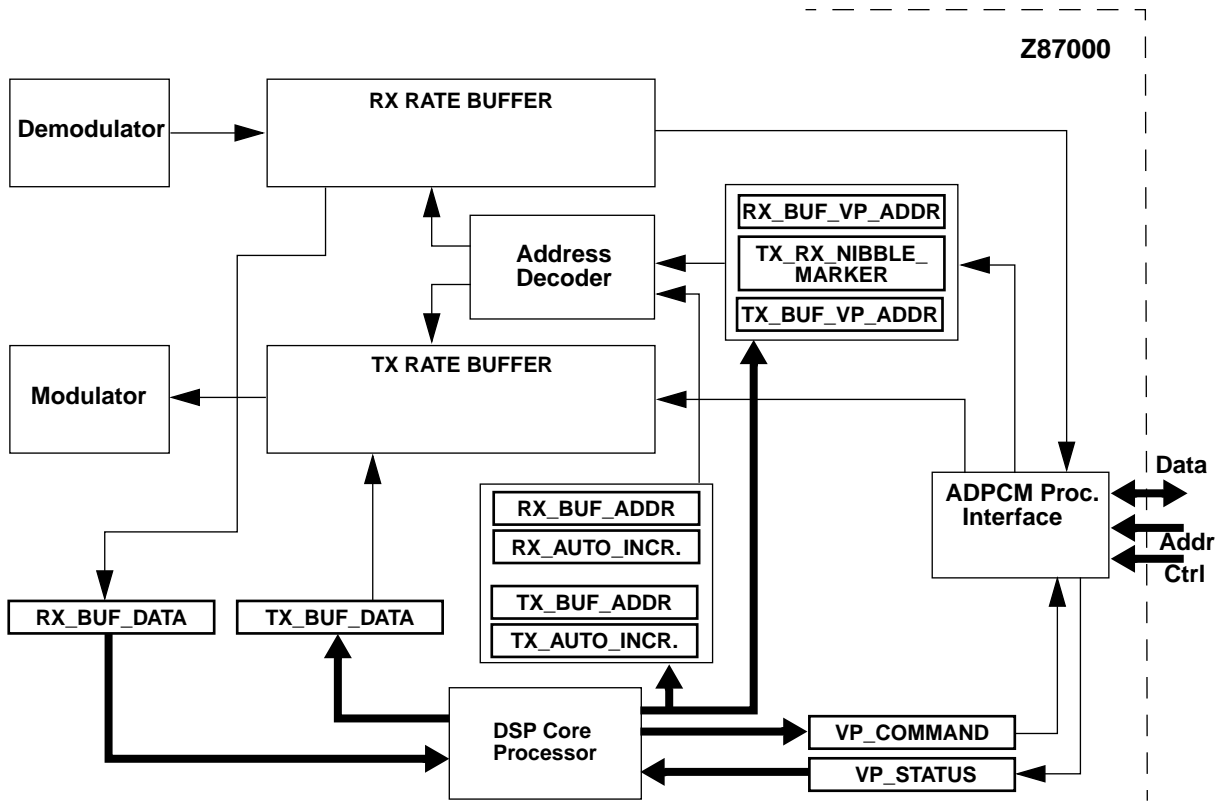 Z87000
RX RATE BUFFER
Demodulator
RX_BUF_VP_ADDR
TX_RX_NIBBLE_
MARKER
TX_BUF_VP_ADDR
Address
Decoder
TX RATE BUFFER
Modulator
ADPCM Proc.
Interface
Data
Addr
Ctrl
RX_BUF_ADDR
RX_AUTO_INCR.
TX_BUF_ADDR
TX_AUTO_INCR.
RX_BUF_DATA
TX_BUF_DATA
DSP Core
Processor
VP_COMMAND
VP_STATUS